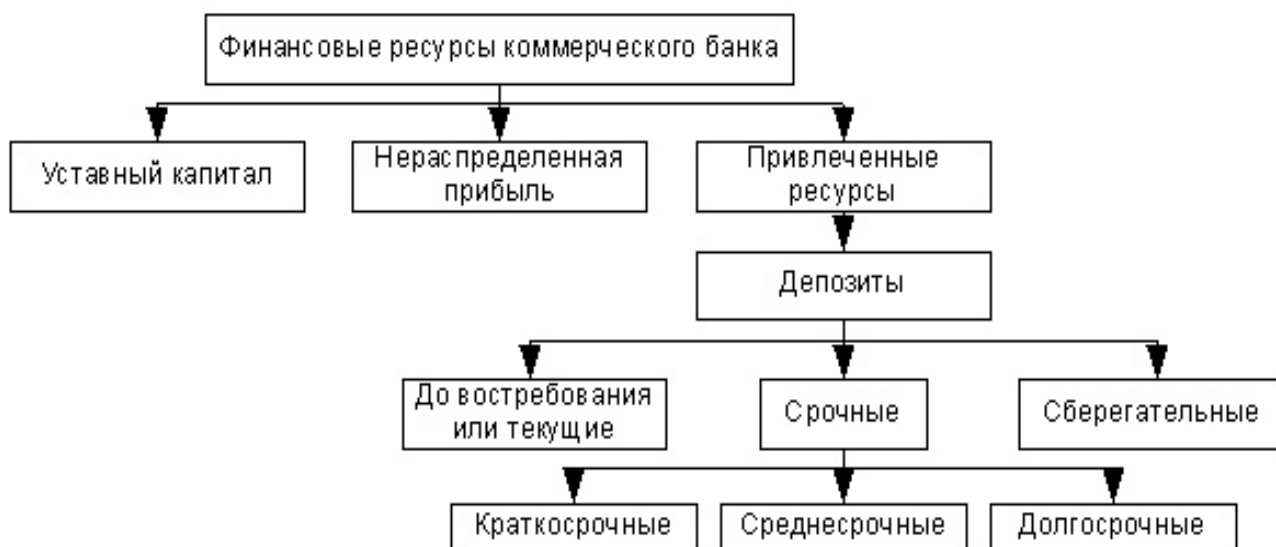 Финансовые ресурсы коммерческого банка
Уставный капитал
Нераспределенная
прибыль
Привлеченные
ресурсы
Депозиты
До востребования
или текущие
Срочные
Сберегательные
Краткосрочные
Среднесрочные
Долгосрочные